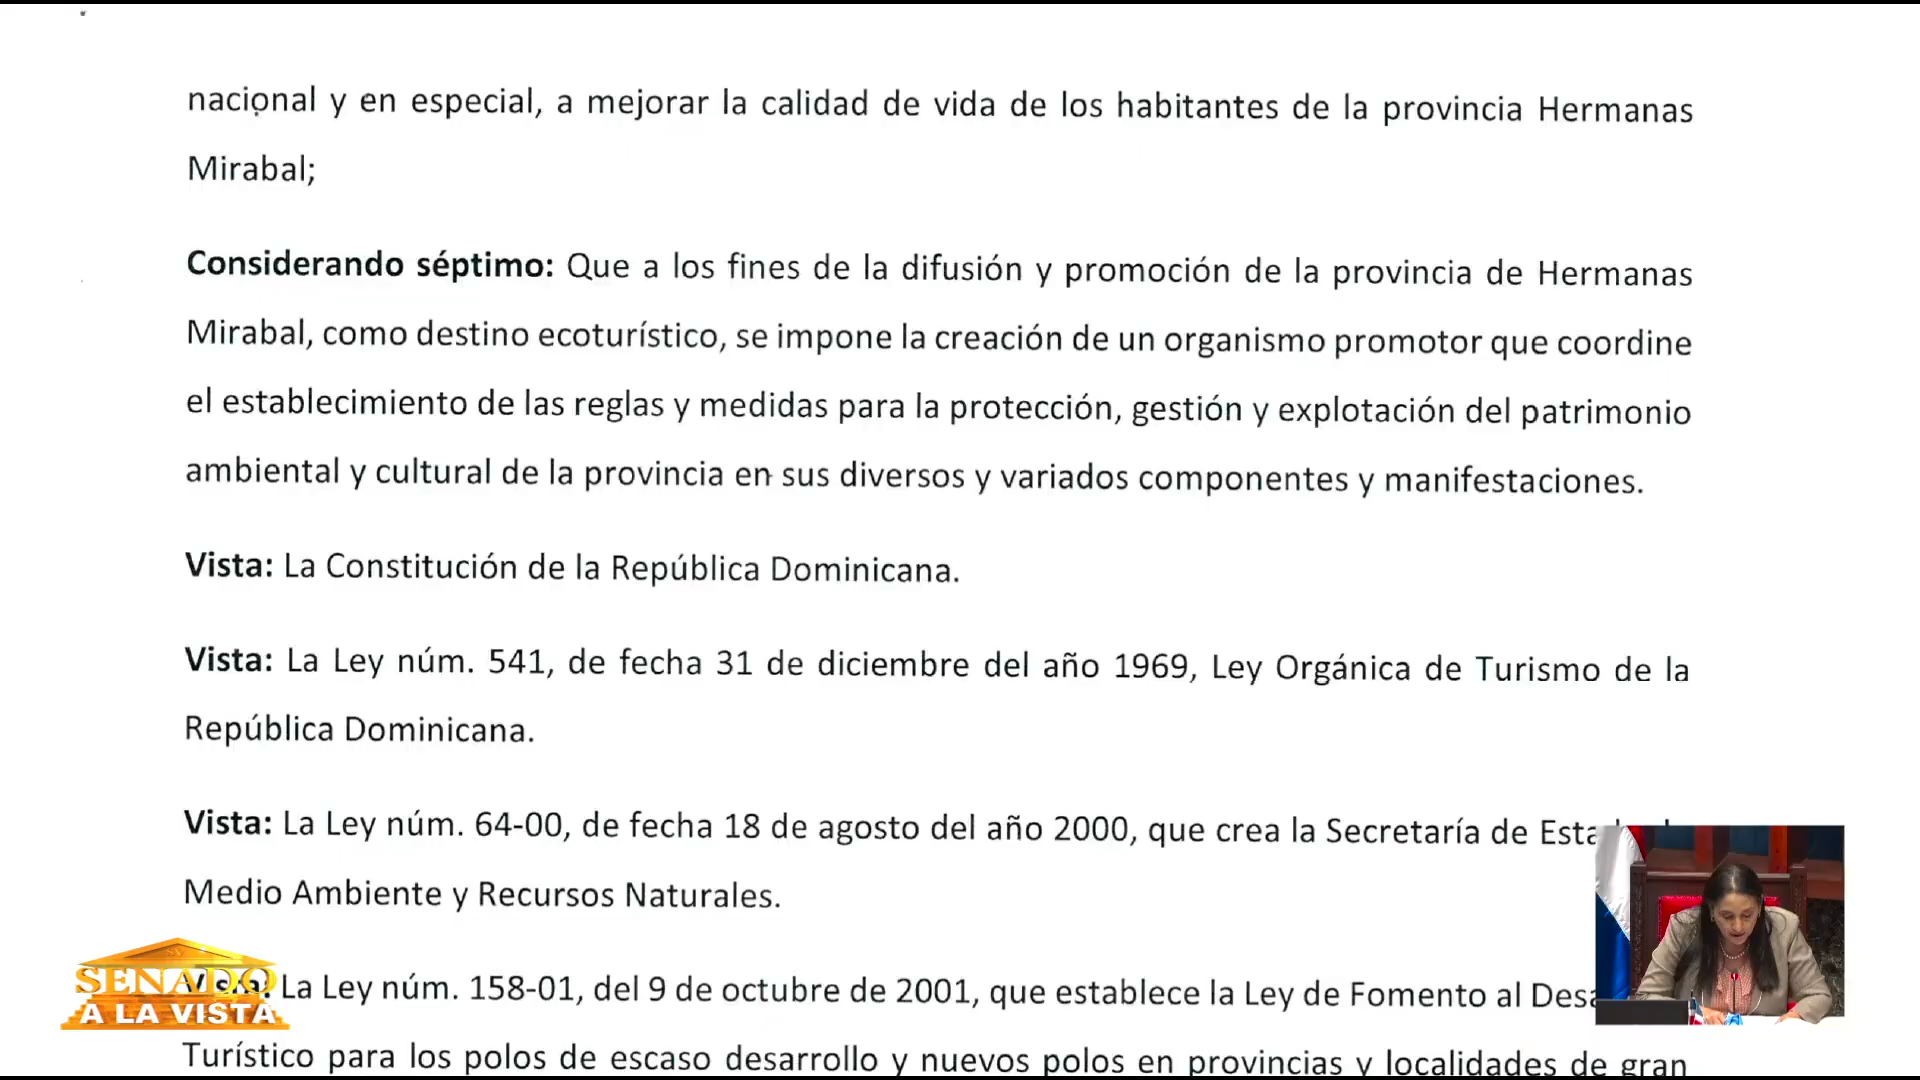 nacional y en especial, a mejorar la calidad de vida de los habitantes de la provincia Hermanas
Mirabal;
Considerando séptimo: Que a los fines de la difusión y promoción de la provincia de Hermanas
Mirabal, como destino ecoturístico, se impone la creación de un organismo promotor que coordine
el establecimiento de las reglas y medidas para la protección, gestión y explotación del patrimonio
ambiental y cultural de la provincia en sus diversos y variados componentes y manifestaciones.
Vista: La Constitución de la República Dominicana.
Vista: La Ley núm. 541, de fecha 31 de diciembre del año 1969, Ley Orgánica de Turismo de la
República Dominicana.
Vista: La Ley núm. 64-00, de fecha 18 de agosto del año 2000, que crea la Secretaría de
Medio Ambiente y Recursos Naturales.
Vista: La Ley núm. 158-01, del 9 de octubre de 2001, que establece la Ley de Fomento al
Turístico para los polos de escaso desarrollo y nuevos polos en provincias y localidades de gran
SENADO
A LA VISTA